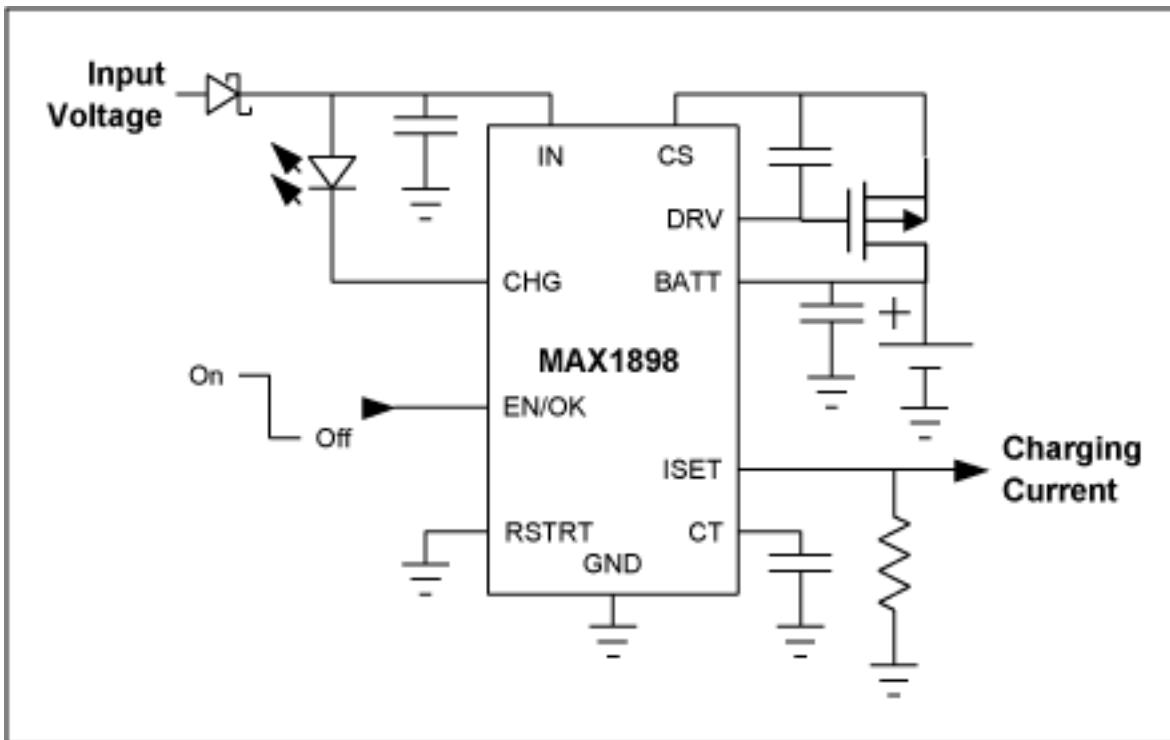 Input
Voltage
IN
CS
DRV
CHG
BATT
MAX1898
On
Off
EN/OK
ISET
Charging
Current
RSTRT
CT
GND